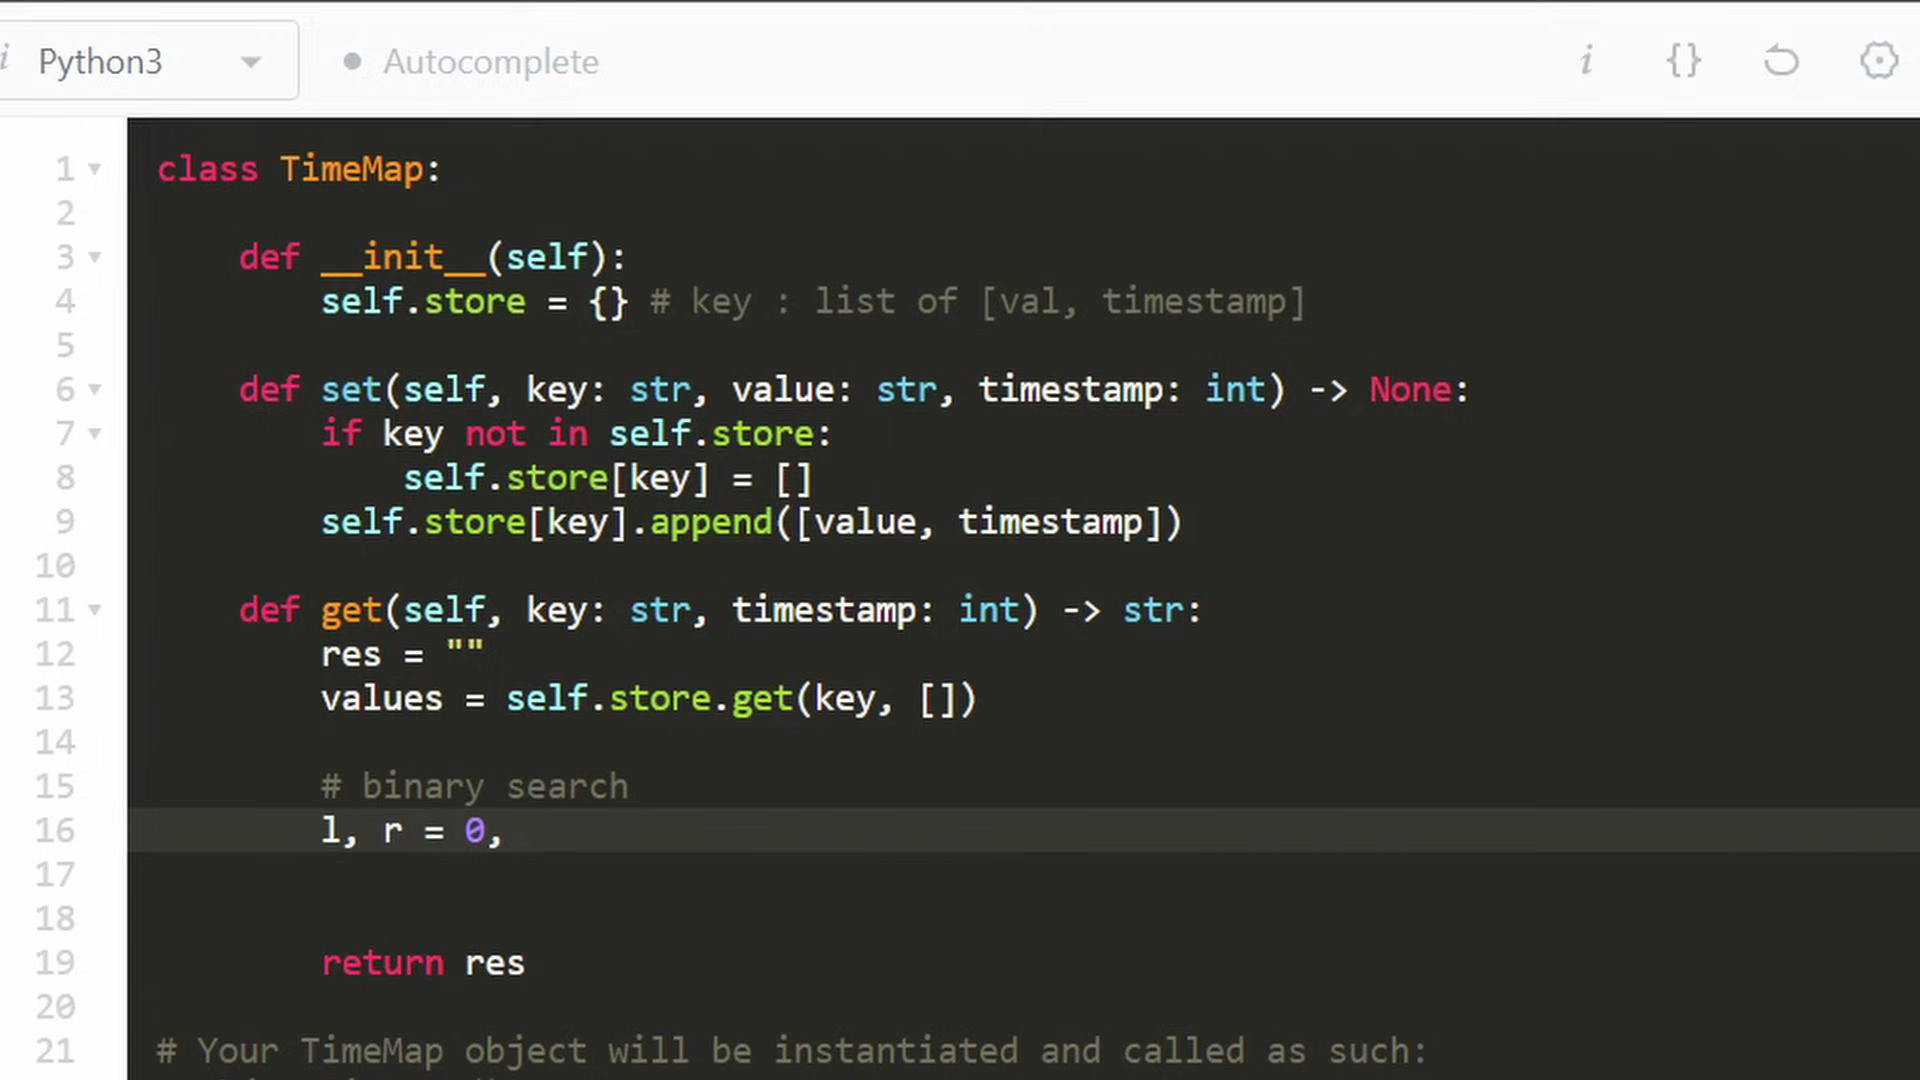 i Python3 Autocomplete i {}
1 class TimeMap:
2
3 def __init__(self):
4 self.store = {} # key : list of [val, timestamp]
5
6 def set(self, key: str, value: str, timestamp: int) -> None:
7 if key not in self.store:
8 self.store[key] = []
9 self.store[key].append([value, timestamp])
10
11 def get(self, key: str, timestamp: int) -> str:
12 res = ""
13 values = self.store.get(key, [])
14
15 # binary search
16 l, r = 0,
17
18
19 return res
20
21 # Your TimeMap object will be instantiated and called as such: